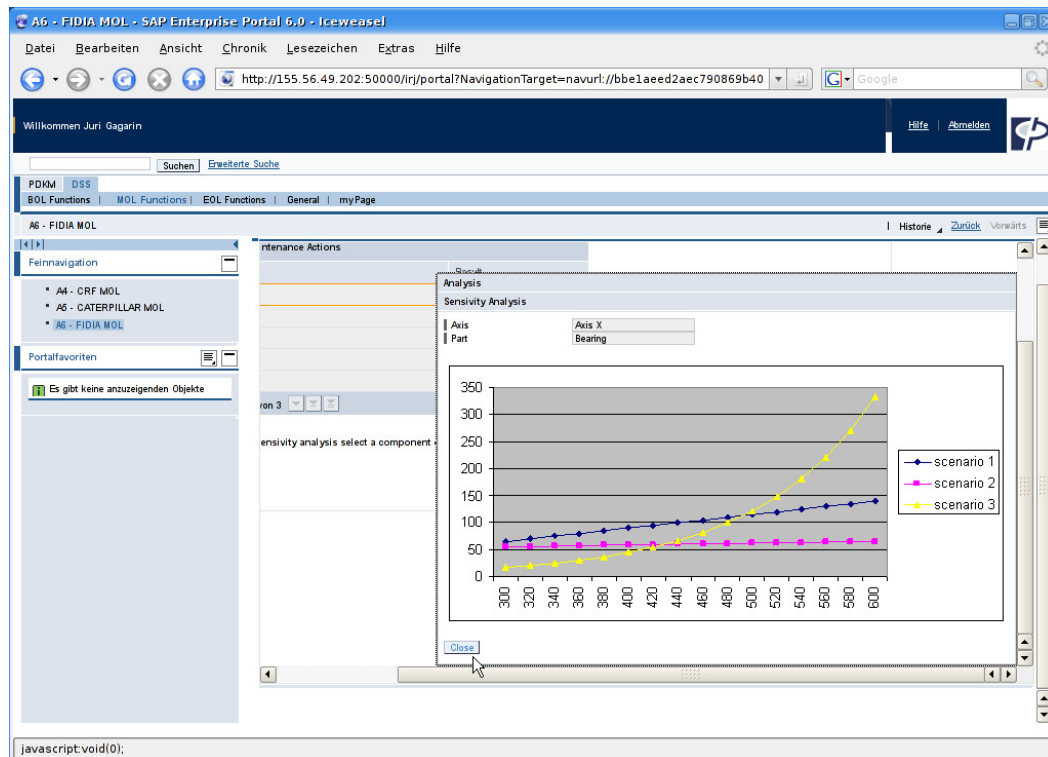 A6 - FIDIA MOL - SAP Enterprise Portal 6.0 - Iceweasel
Datei Bearbeiten Ansicht Chronik Lesezeichen Extras Hilfe
http://155.56.49.202:50000/irj/portal?NavigationTarget=navurl://bbe1aeed2aec790869b40 G Google
Willkommen Juri Gagarin Hilfe | Abmelden
Suchen Erweiterte Suche
PDKM DSS
BOL Functions | MOL Functions | EOL Functions | General | myPage
A6 - FIDIA MOL | Historie Zurück Vorwärts
Feinnavigation
A4 - CRF MOL
A5 - CATERPILLAR MOL
A6 - FIDIA MOL
Portalfavoriten
Es gibt keine anzuzeigenden Objekte
ntenance Actions
Result
von 3
ensivity analysis select a component
Analysis
Sensivity Analysis
Axis Axis X
Part Bearing
350
300
250
200
150
100
50
0
300 320 340 360 380 400 420 440 460 480 500 520 540 560 580 600
scenario 1
scenario 2
scenario 3
Close
javascript:void(0);